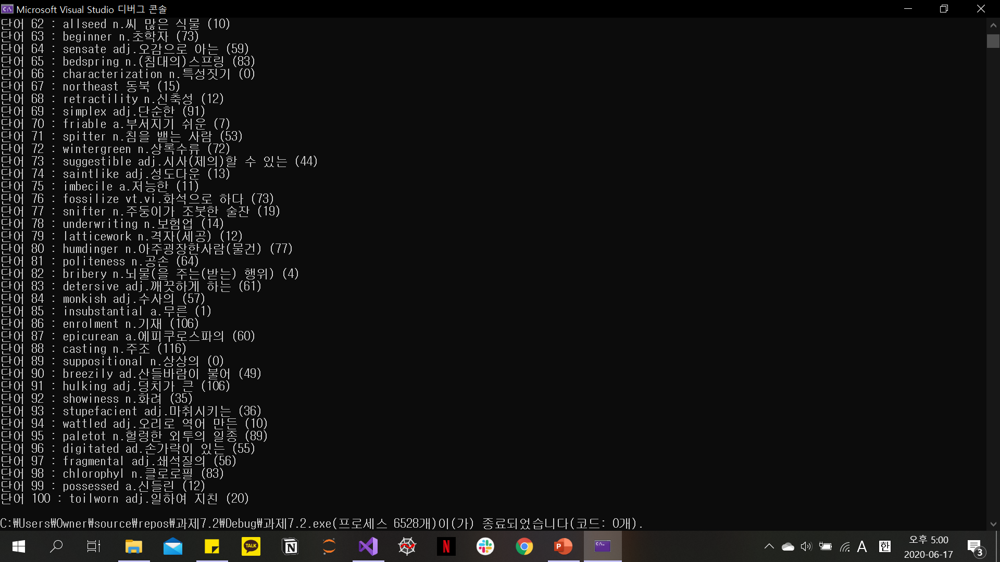 Microsoft Visual Studio 디버그 콘솔
단어 62 : allseed n.씨 많은 식물 (10)
단어 63 : beginner n.초학자 (73)
단어 64 : sensate adj.오감으로 아는 (59)
단어 65 : bedspring n.(침대의)스프링 (83)
단어 66 : characterization n.특성짓기 (0)
단어 67 : northeast 동북 (15)
단어 68 : retractility n.신축성 (12)
단어 69 : simplex adj.단순한 (91)
단어 70 : friable a.부서지기 쉬운 (7)
단어 71 : spitter n.침을 뱉는 사람 (53)
단어 72 : wintergreen n.상록수류 (72)
단어 73 : suggestible adj.시사(제의)할 수 있는 (44)
단어 74 : saintlike adj.성도다운 (13)
단어 75 : imbecile a.저능한 (11)
단어 76 : fossilize vt.vi.화석으로 하다 (73)
단어 77 : snifter n.주둥이가 조붓한 술잔 (19)
단어 78 : underwriting n.보험업 (14)
단어 79 : latticework n.격자(세공) (12)
단어 80 : humdinger n.아주굉장한사람(물건) (77)
단어 81 : politeness n.공손 (64)
단어 82 : bribery n.뇌물(을 주는(받는) 행위) (4)
단어 83 : detersive adj.깨끗하게 하는 (61)
단어 84 : monkish adj.수사의 (57)
단어 85 : insubstantial a.무른 (1)
단어 86 : enrolment n.기재 (106)
단어 87 : epicurean a.에피쿠로스파의 (60)
단어 88 : casting n.주조 (116)
단어 89 : suppositional n.상상의 (0)
단어 90 : breezily ad.산들바람이 불어 (49)
단어 91 : hulking adj.덩치가 큰 (106)
단어 92 : showiness n.화려 (35)
단어 93 : stupefacient adj.마취시키는 (36)
단어 94 : wattled adj.오리로 엮어 만든 (10)
단어 95 : paletot n.헐렁한 외투의 일종 (89)
단어 96 : digitated ad.손가락이 있는 (55)
단어 97 : fragmental adj.쇄석질의 (56)
단어 98 : chlorophyl n.클로로필 (83)
단어 99 : possessed a.신들린 (12)
단어 100 : toilworn adj.일하여 지친 (20)
C:₩Users₩Owner₩source₩repos₩과제7.2₩Debug₩과제7.2.exe(프로세스 6528개)이(가) 종료되었습니다(코드: 0개).
TALK
N
N
P
A 한 오후 5:00
2020-06-17
3